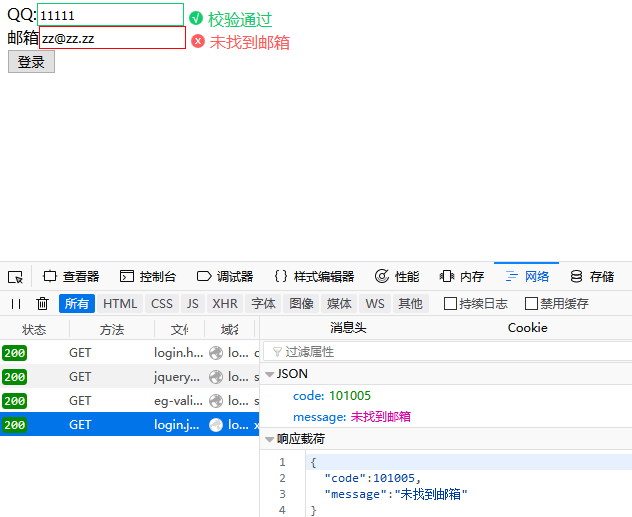 QQ:11111 校验通过
邮箱zz@zz.zz 未找到邮箱
登录
查看器 控制台 调试器 样式编辑器 性能 内存 网络 存储
所有 HTML CSS JS XHR 字体 图像 媒体 WS 其他 持续日志 禁用缓存
状态 方法 文件 域名 消息头 Cookie
200 GET login.h... lo...
200 GET jquery... lo... s
200 GET eg-vali... lo... s
200 GET login.j... lo... x
过滤属性
JSON
code: 101005
message: 未找到邮箱
响应载荷
1 {
2 "code":101005,
3 "message":"未找到邮箱"
4 }